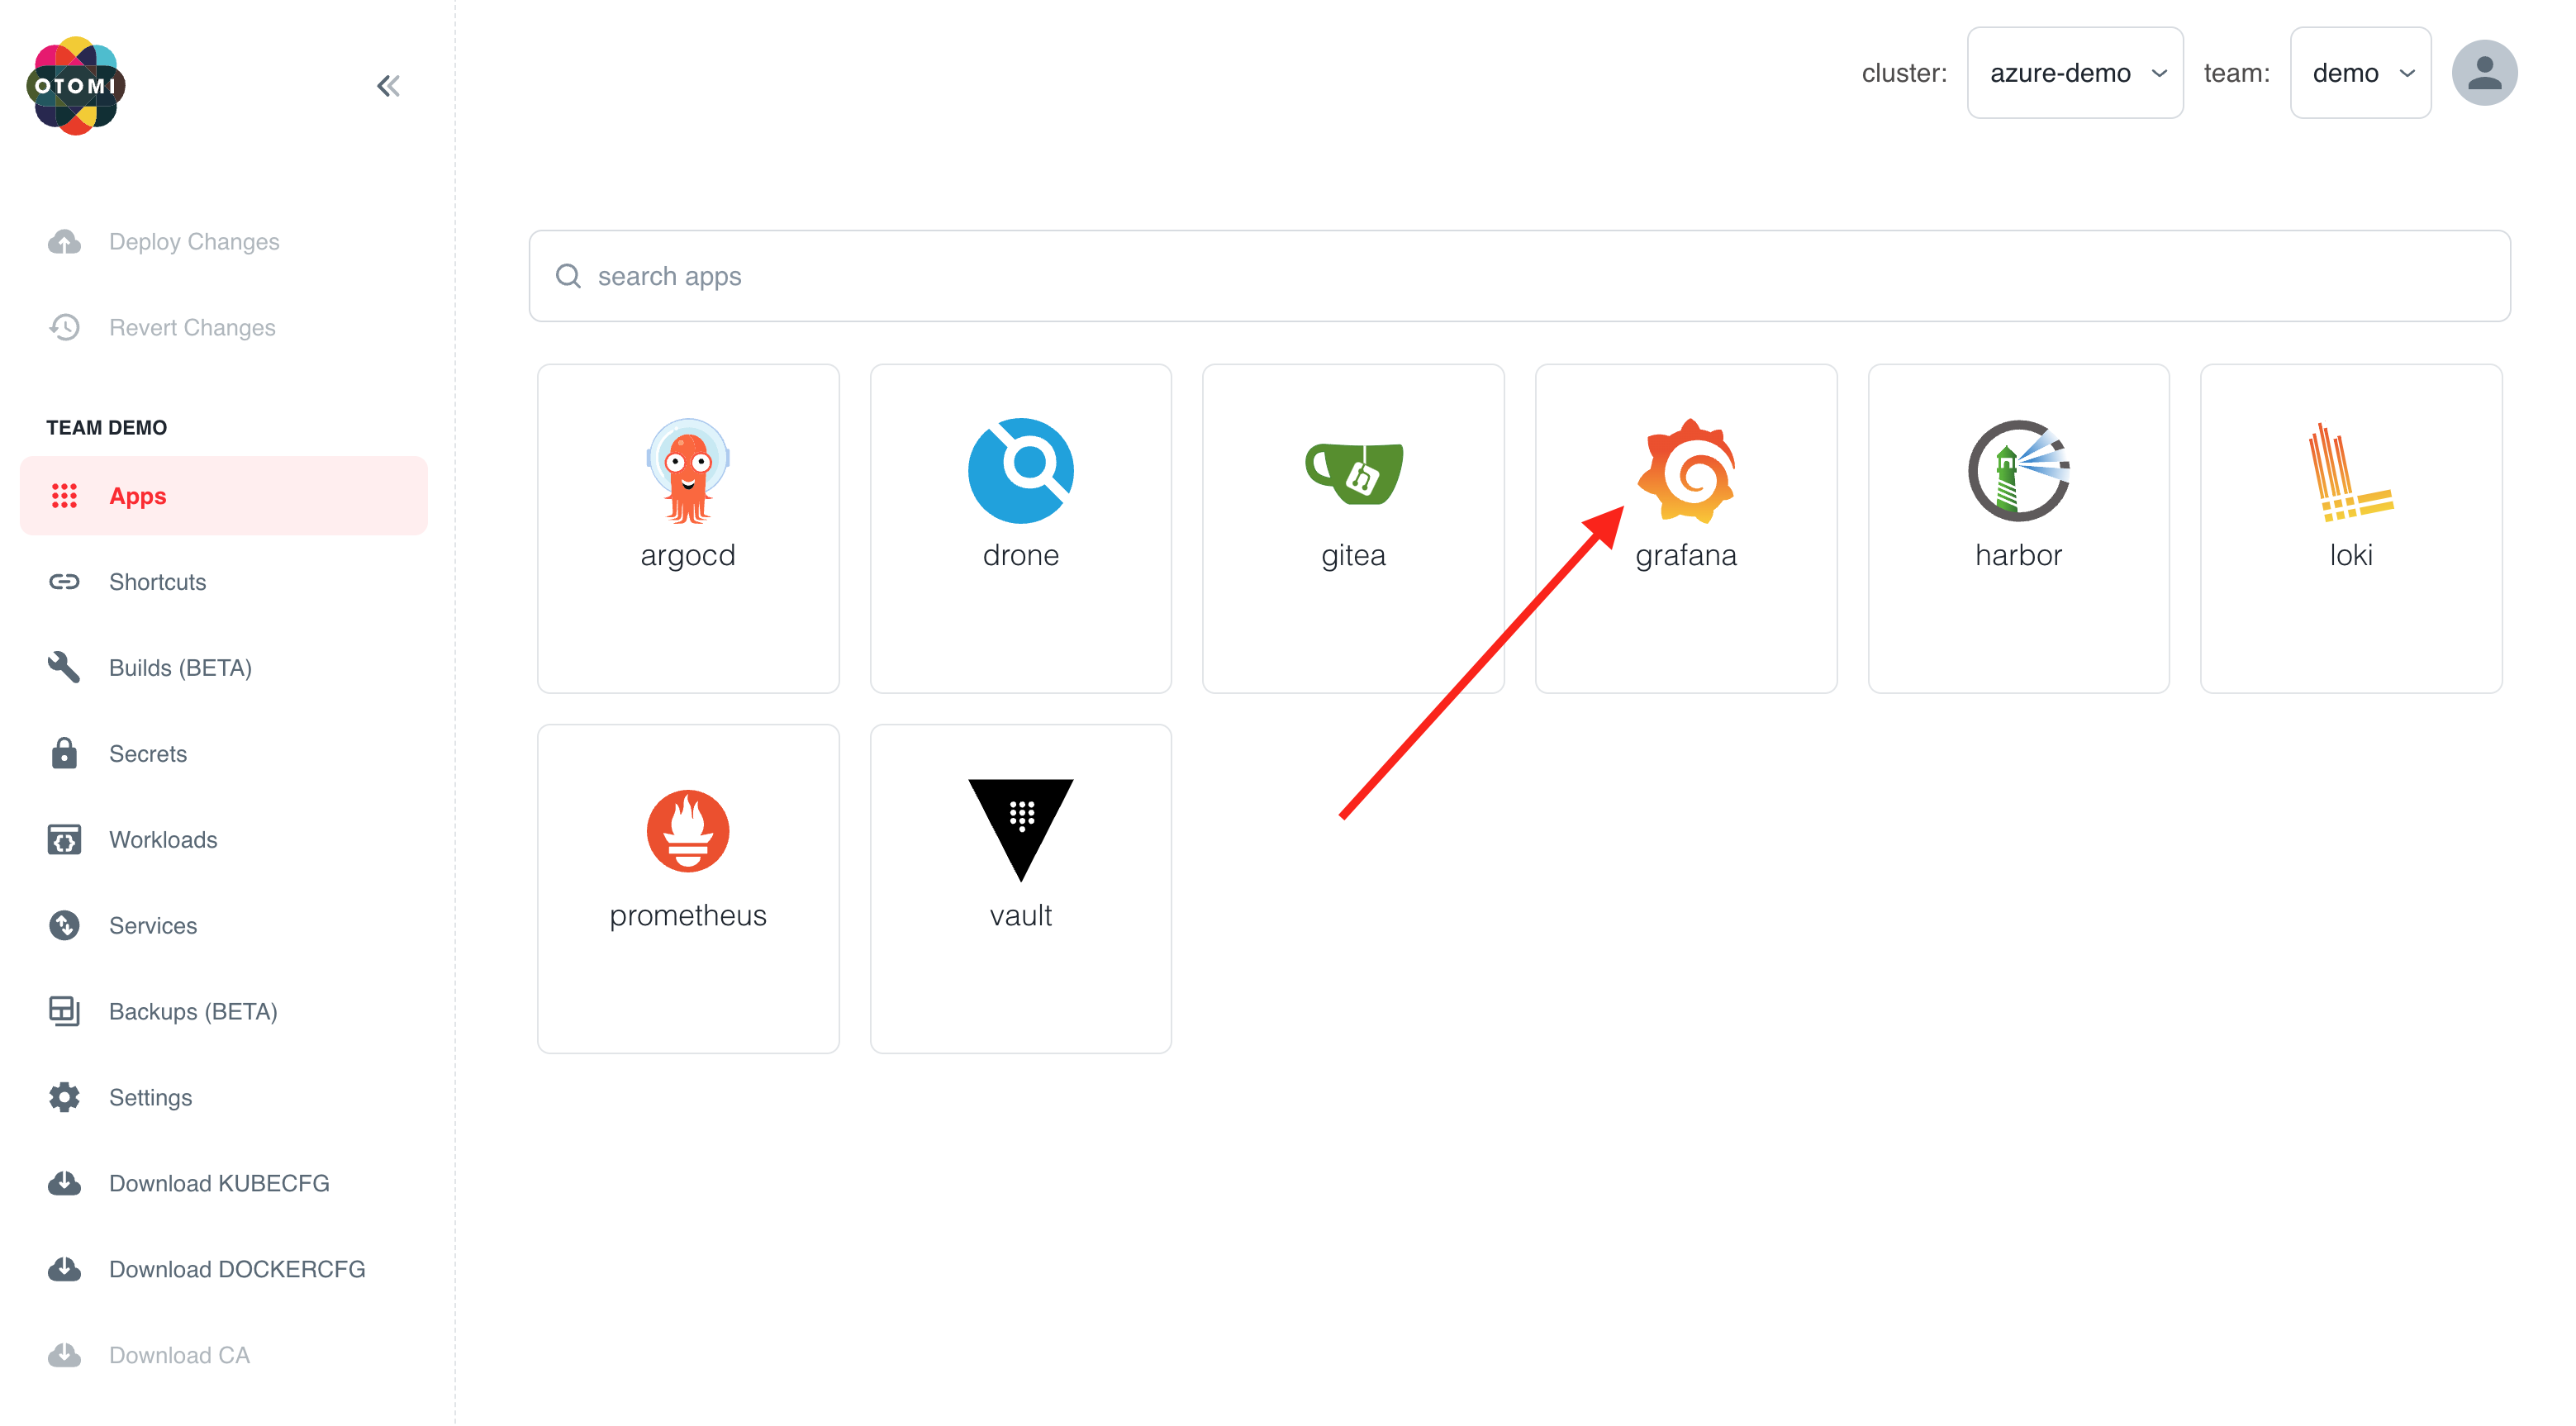 OTOMI
cluster:
azure-demo
team:
demo
Deploy Changes
Revert Changes
TEAM DEMO
Apps
Shortcuts
Builds (BETA)
Secrets
Workloads
Services
Backups (BETA)
Settings
Download KUBECFG
Download DOCKERCFG
Download CA
search apps
argocd
drone
gitea
grafana
harbor
loki
prometheus
vault